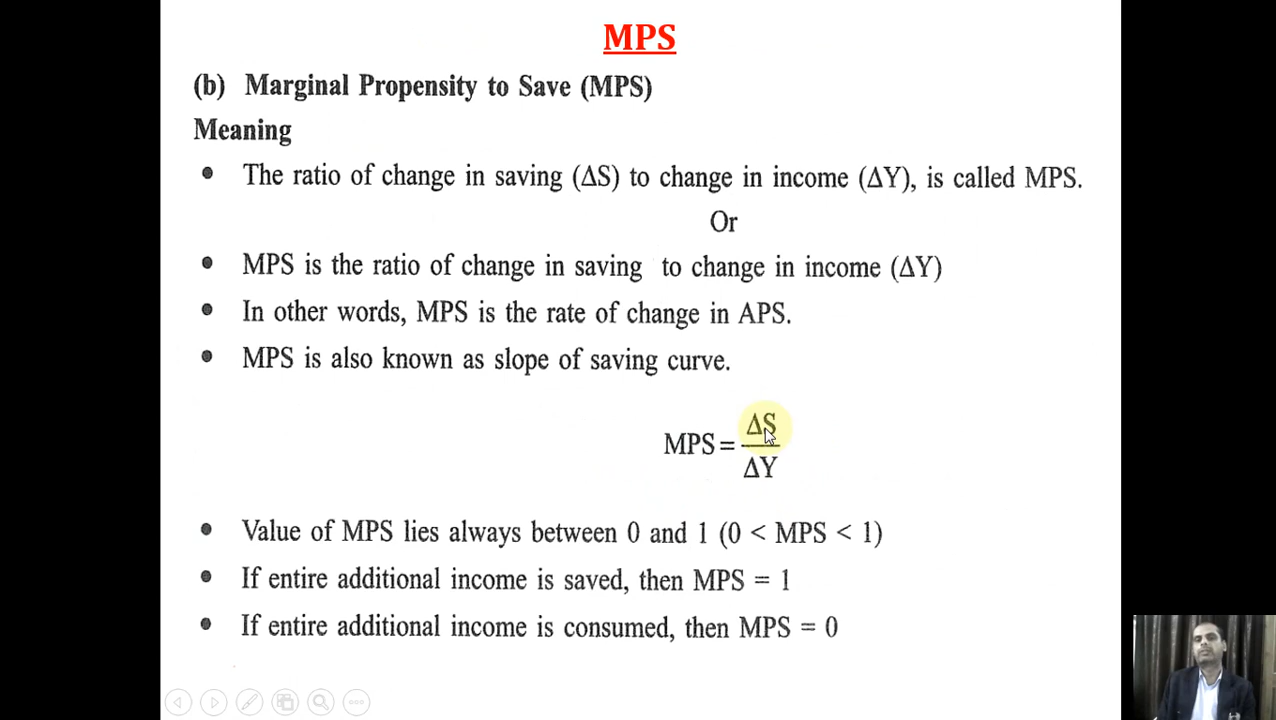 MPS
(b) Marginal Propensity to Save (MPS)
Meaning
• The ratio of change in saving (ΔS) to change in income (ΔY), is called MPS.
Or
• MPS is the ratio of change in saving to change in income (ΔY)
• In other words, MPS is the rate of change in APS.
• MPS is also known as slope of saving curve.
MPS = ΔS
ΔY
• Value of MPS lies always between 0 and 1 (0 < MPS < 1)
• If entire additional income is saved, then MPS = 1
• If entire additional income is consumed, then MPS = 0